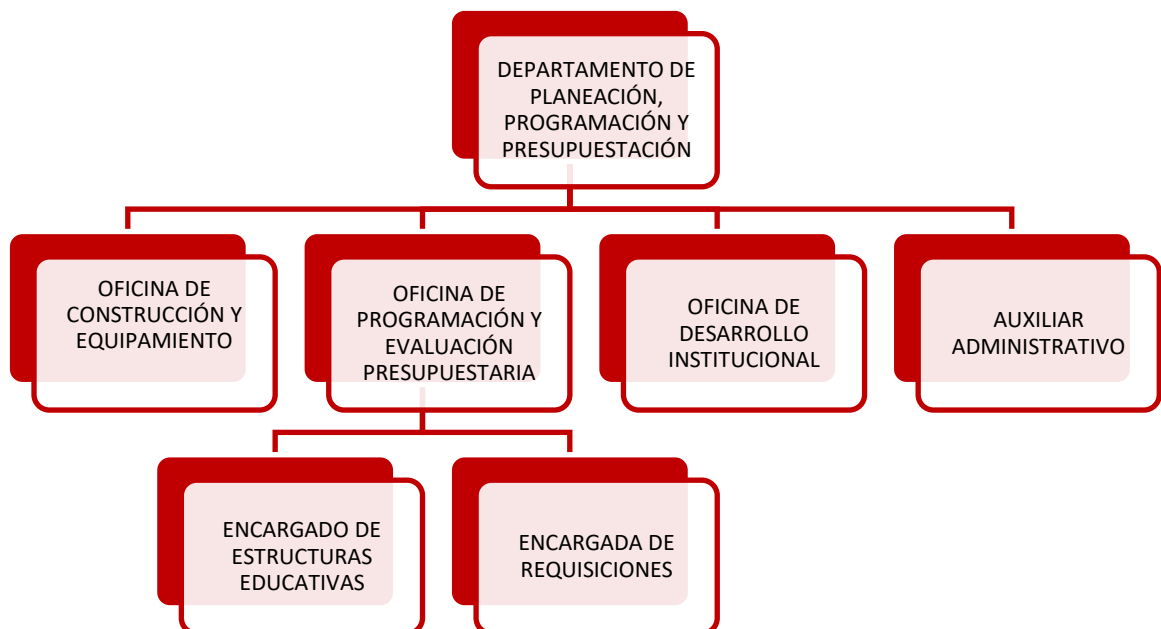 DEPARTAMENTO DE
PLANEACIÓN,
PROGRAMACIÓN Y
PRESUPUESTACIÓN
OFICINA DE
CONSTRUCCIÓN Y
EQUIPAMIENTO
OFICINA DE
PROGRAMACIÓN Y
EVALUACIÓN
PRESUPUESTARIA
OFICINA DE
DESARROLLO
INSTITUCIONAL
AUXILIAR
ADMINISTRATIVO
ENCARGADO DE
ESTRUCTURAS
EDUCATIVAS
ENCARGADA DE
REQUISICIONES